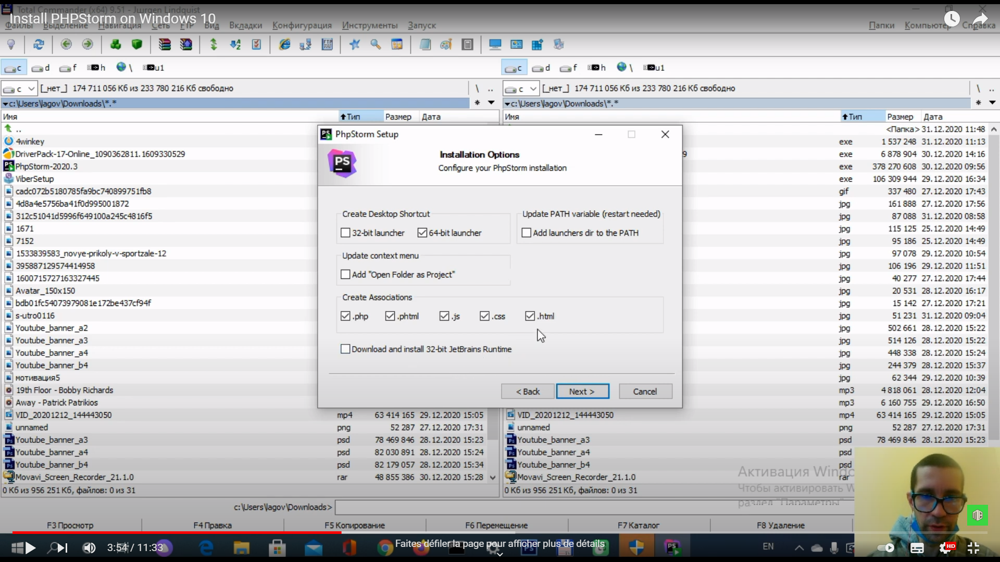 Total Commander (x64) 9.51 - Juurgen Lindquist
Install PHPStorm on Windows 10
Файлы Выделение Навигация Сеть FTP Вид Вкладки Конфигурация Инструменты Запуск
Папки Компьютер Справка
c d f h \ u1
c d f h \ u1
c [_нет_] 174 711 056 Кб из 233 780 216 Кб свободно \ ..
c [_нет_] 174 711 056 Кб из 233 780 216 Кб свободно \ ..
c:\Users\lagov\Downloads\*.* *
c:\Users\lagov\Downloads\*.* *
Имя Тип Размер Дата
Имя Тип Размер Дата
..
<Папка> 31.12.2020 11:48
4winkey
exe 1 537 248 31.12.2020 11:13
DriverPack-17-Online_1090362811.1609330529
9 exe 6 878 904 30.12.2020 14:16
PhpStorm-2020.3
exe 378 270 608 30.12.2020 09:56
ViberSetup
exe 106 309 944 29.12.2020 16:34
cadc072b5180785fa9bc740899751fb8
gif 337 480 27.12.2020 17:43
4d8a4e5756ba41f0d995001872
jpg 161 888 27.12.2020 17:56
312c51041d5996f649100a245c4816f5
jpg 87 088 31.12.2020 08:58
1671
jpg 115 125 25.12.2020 14:49
7152
jpg 95 186 25.12.2020 14:49
1533839583_novye-prikoly-v-sportzale-12
jpg 97 078 29.12.2020 10:54
395887129574414958
jpg 106 196 29.12.2020 11:51
1600715727163327445
jpg 40 277 27.12.2020 17:44
Avatar_150x150
jpg 20 531 28.12.2020 16:17
bdb01fc54073979081e172be437cf94f
jpg 15 142 27.12.2020 17:21
s-utro0116
jpg 51 231 31.12.2020 09:04
Youtube_banner_a2
jpg 502 661 28.12.2020 15:22
Youtube_banner_a3
jpg 514 126 28.12.2020 15:22
Youtube_banner_a4
jpg 448 338 28.12.2020 15:24
Youtube_banner_b4
jpg 244 379 28.12.2020 15:37
мотивация5
jpg 62 344 29.12.2020 10:39
19th Floor - Bobby Richards
mp3 4 818 061 28.12.2020 12:04
Away - Patrick Patrikios
mp3 6 160 755 29.12.2020 16:50
VID_20201212_144443050 mp4 63 414 165 29.12.2020 15:05
VID_20201212_144443050 mp4 63 414 165 29.12.2020 15:05
unnamed png 52 287 27.12.2020 17:31
unnamed png 52 287 27.12.2020 17:31
Youtube_banner_a3 psd 78 469 846 28.12.2020 15:23
Youtube_banner_a3 psd 78 469 846 28.12.2020 15:23
Youtube_banner_a4 psd 82 030 891 28.12.2020 15:24
Youtube_banner_a4 psd
Youtube_banner_b4 psd 82 179 057 28.12.2020 15:34
Youtube_banner_b4 psd
Movavi_Screen_Recorder_21.1.0 rar 48 855 386 30.12.2020 15:28
Movavi_Screen_Recorder_21.1.0 rar
0 Кб из 956 251 Кб, файлов: 0 из 31
0 Кб из 956 251 Кб, файлов: 0 из 31
PhpStorm Setup
PS
Installation Options
Configure your PhpStorm installation
Create Desktop Shortcut
32-bit launcher 64-bit launcher
Update PATH variable (restart needed)
Add launchers dir to the PATH
Update context menu
Add "Open Folder as Project"
Create Associations
.php .phtml .js .css .html
Download and install 32-bit JetBrains Runtime
< Back Next > Cancel
Активация Windo
Чтобы активировать W
раздел "Параметры"
c:\Users\lagov\Downloads>
F3 Просмотр F4 Правка F5 Копирование F6 Перемещение F7 Каталог F8 Удаление
3:54 / 11:33
Faites défiler la page pour afficher plus de détails
EN
HD